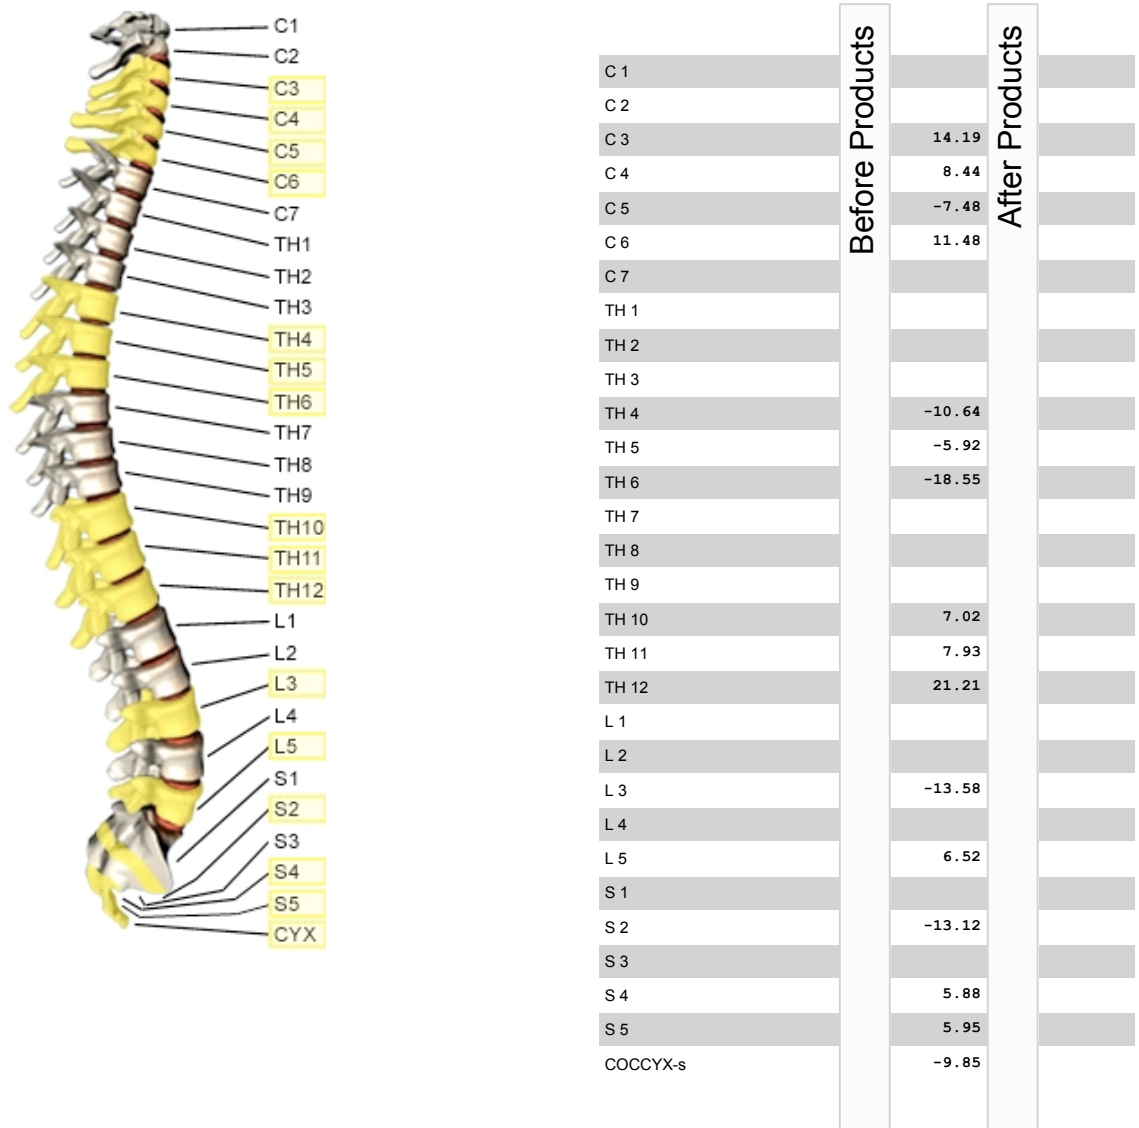 C1
C2
C3
C4
C5
C6
C7
TH1
TH2
TH3
TH4
TH5
TH6
TH7
TH8
TH9
TH10
TH11
TH12
L1
L2
L3
L4
L5
S1
S2
S3
S4
S5
CYX
Before Products
After Products
C 1
C 2
C 3 14.19
C 4 8.44
C 5 -7.48
C 6 11.48
C 7
TH 1
TH 2
TH 3
TH 4 -10.64
TH 5 -5.92
TH 6 -18.55
TH 7
TH 8
TH 9
TH 10 7.02
TH 11 7.93
TH 12 21.21
L 1
L 2
L 3 -13.58
L 4
L 5 6.52
S 1
S 2 -13.12
S 3
S 4 5.88
S 5 5.95
COCCYX-s -9.85